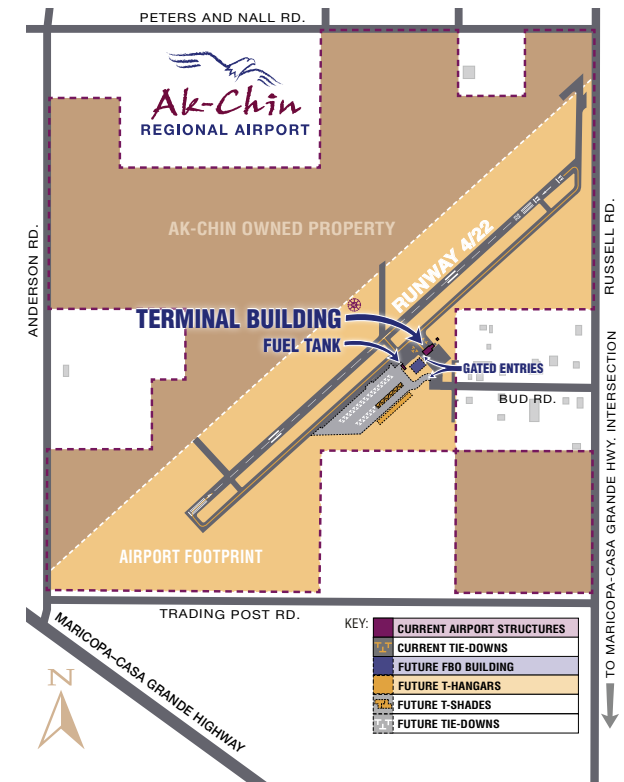 PETERS AND NALL RD.
Ak-Chin
REGIONAL AIRPORT
AK-CHIN OWNED PROPERTY
ANDERSON RD.
RUSSELL RD.
RUNWAY 4/22
TERMINAL BUILDING
FUEL TANK
GATED ENTRIES
BUD RD.
TO MARICOPA-CASA GRANDE HWY. INTERSECTION
AIRPORT FOOTPRINT
TRADING POST RD.
MARICOPA-CASA GRANDE HIGHWAY
N
KEY:
CURRENT AIRPORT STRUCTURES
CURRENT TIE-DOWNS
FUTURE FBO BUILDING
FUTURE T-HANGARS
FUTURE T-SHADES
FUTURE TIE-DOWNS